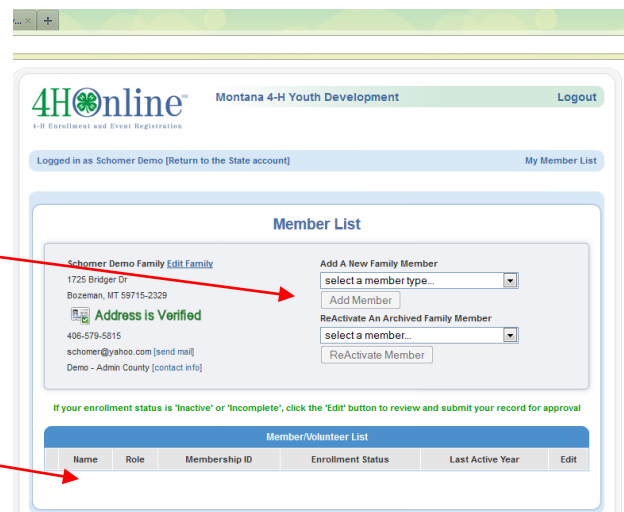 4HOnline™
4-H Enrollment and Event Registration
Montana 4-H Youth Development
Logout
Logged in as Schomer Demo [Return to the State account]
My Member List
Member List
Schomer Demo Family Edit Family
1725 Bridger Dr
Bozeman, MT 59715-2329
Address is Verified
406-579-5815
schomer@yahoo.com [send mail]
Demo - Admin County [contact info]
Add A New Family Member
select a member type...
Add Member
ReActivate An Archived Family Member
select a member...
ReActivate Member
If your enrollment status is 'Inactive' or 'Incomplete', click the 'Edit' button to review and submit your record for approval
Member/Volunteer List
Name Role Membership ID Enrollment Status Last Active Year Edit